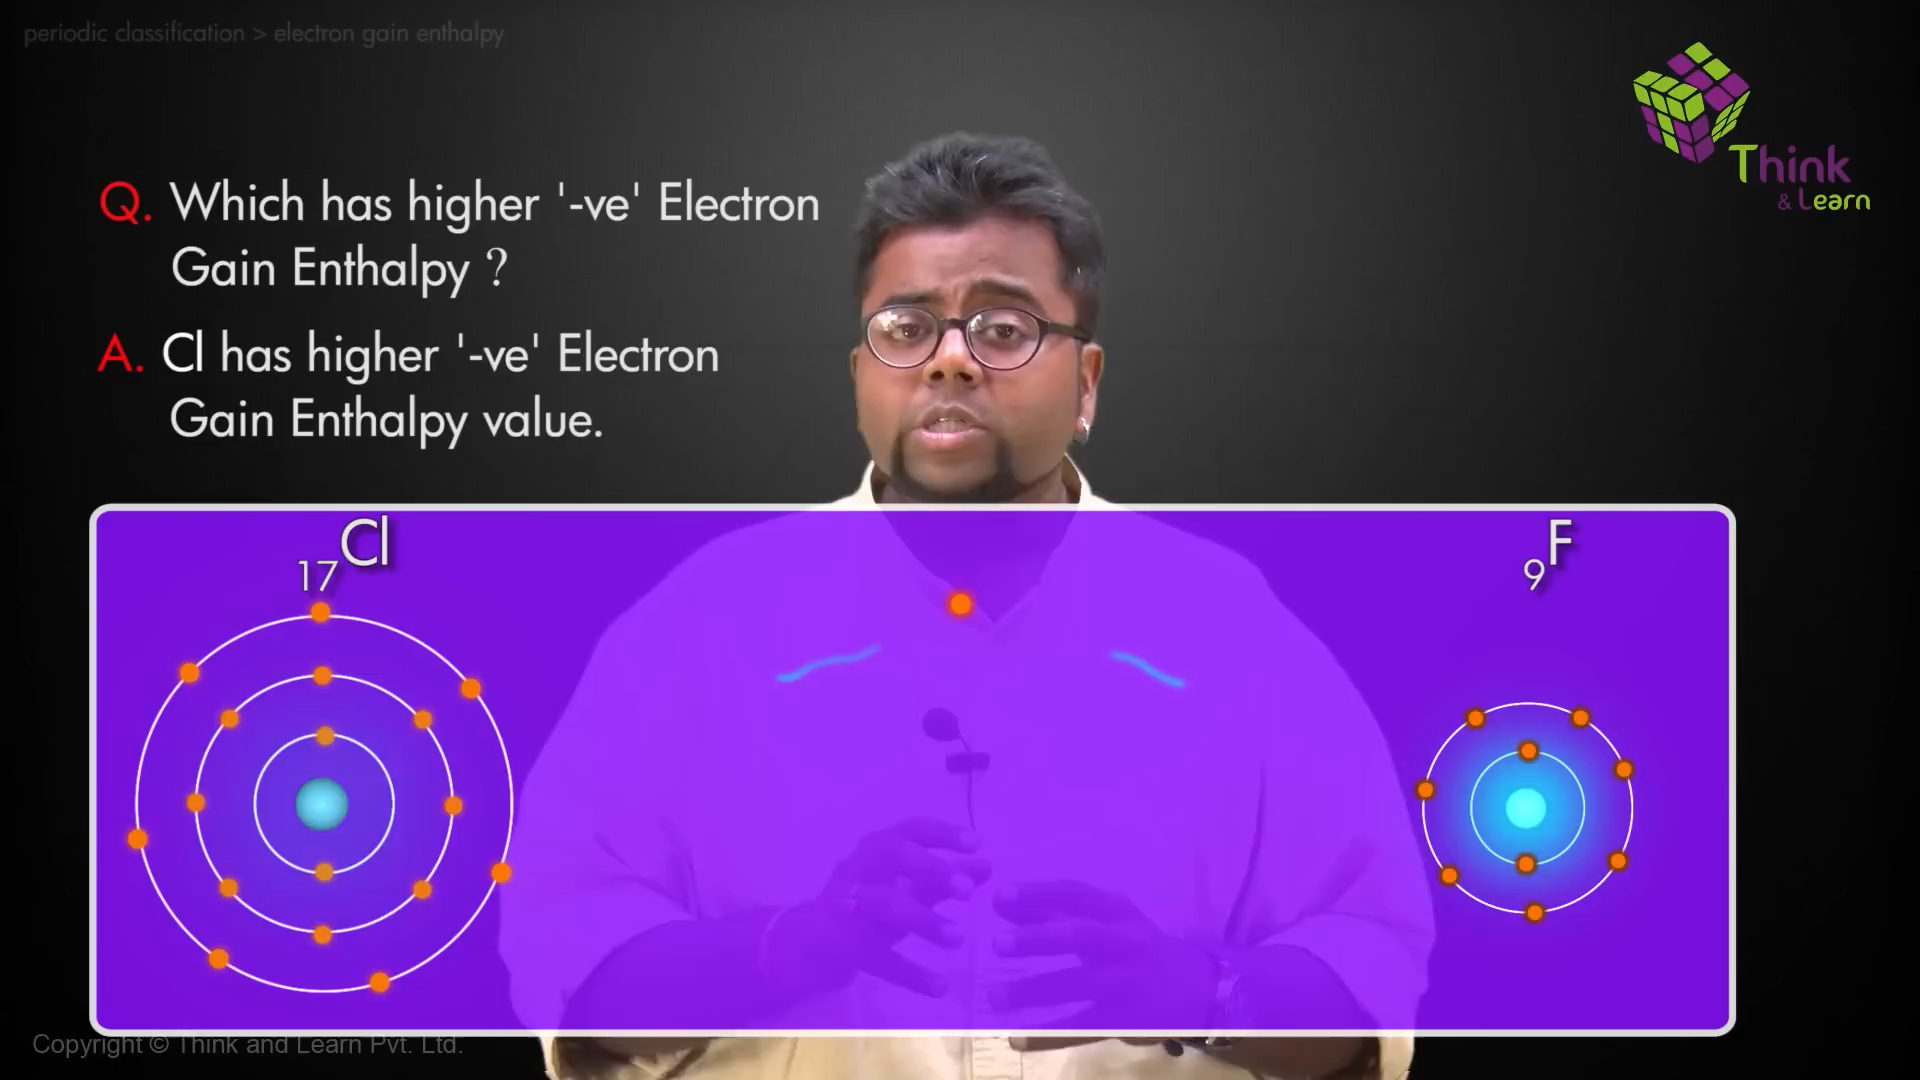 periodic classification > electron gain enthalpy
Think
& Learn
Q. Which has higher '-ve' Electron
Gain Enthalpy ?
A. Cl has higher '-ve' Electron
Gain Enthalpy value.
17Cl
9F
Copyright © Think and Learn Pvt. Ltd.